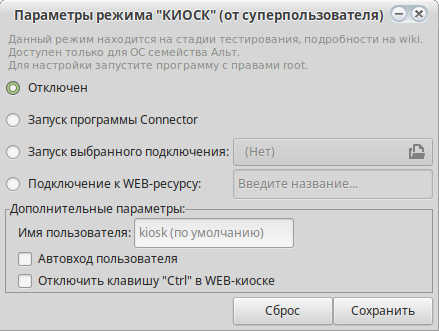 Параметры режима "КИОСК" (от суперпользователя)
Данный режим находится на стадии тестирования, подробности на wiki.
Доступен только для ОС семейства Альт.
Для настройки запустите программу с правами root.
Отключен
Запуск программы Connector
Запуск выбранного подключения: (Нет)
Подключение к WEB-ресурсу: Введите название...
Дополнительные параметры:
Имя пользователя: kiosk (по умолчанию)
Автовход пользователя
Отключить клавишу "Ctrl" в WEB-киоске
Сброс Сохранить